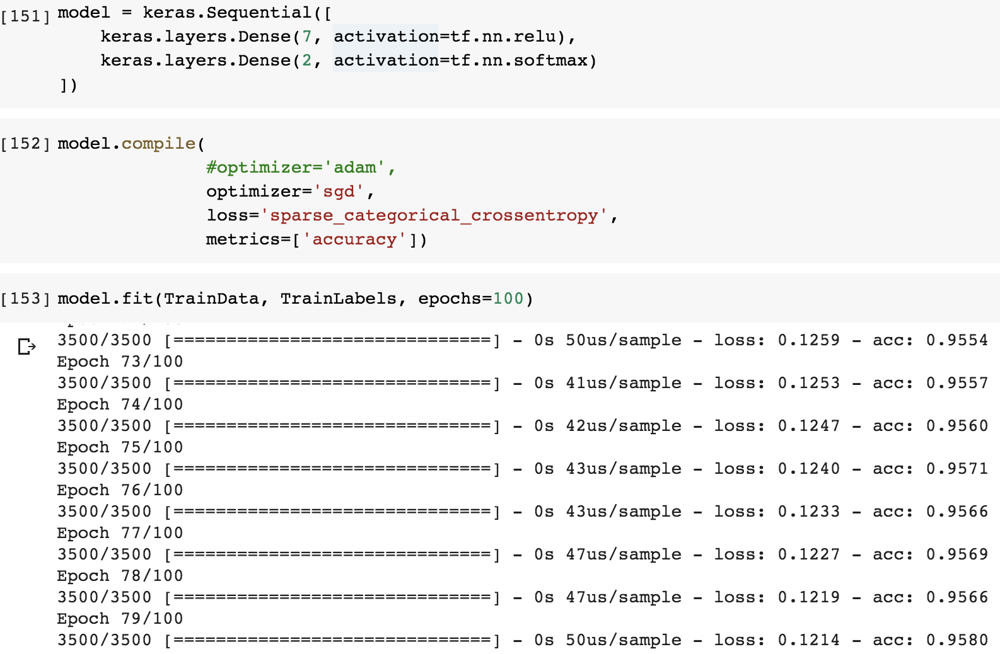 [151] model = keras.Sequential([
keras.layers.Dense(7, activation=tf.nn.relu),
keras.layers.Dense(2, activation=tf.nn.softmax)
])
[152] model.compile(
#optimizer='adam',
optimizer='sgd',
loss='sparse_categorical_crossentropy',
metrics=['accuracy'])
[153] model.fit(TrainData, TrainLabels, epochs=100)
3500/3500 [==============================] - 0s 50us/sample - loss: 0.1259 - acc: 0.9554
Epoch 73/100
3500/3500 [==============================] - 0s 41us/sample - loss: 0.1253 - acc: 0.9557
Epoch 74/100
3500/3500 [==============================] - 0s 42us/sample - loss: 0.1247 - acc: 0.9560
Epoch 75/100
3500/3500 [==============================] - 0s 43us/sample - loss: 0.1240 - acc: 0.9571
Epoch 76/100
3500/3500 [==============================] - 0s 43us/sample - loss: 0.1233 - acc: 0.9566
Epoch 77/100
3500/3500 [==============================] - 0s 47us/sample - loss: 0.1227 - acc: 0.9569
Epoch 78/100
3500/3500 [==============================] - 0s 47us/sample - loss: 0.1219 - acc: 0.9566
Epoch 79/100
3500/3500 [==============================] - 0s 50us/sample - loss: 0.1214 - acc: 0.9580